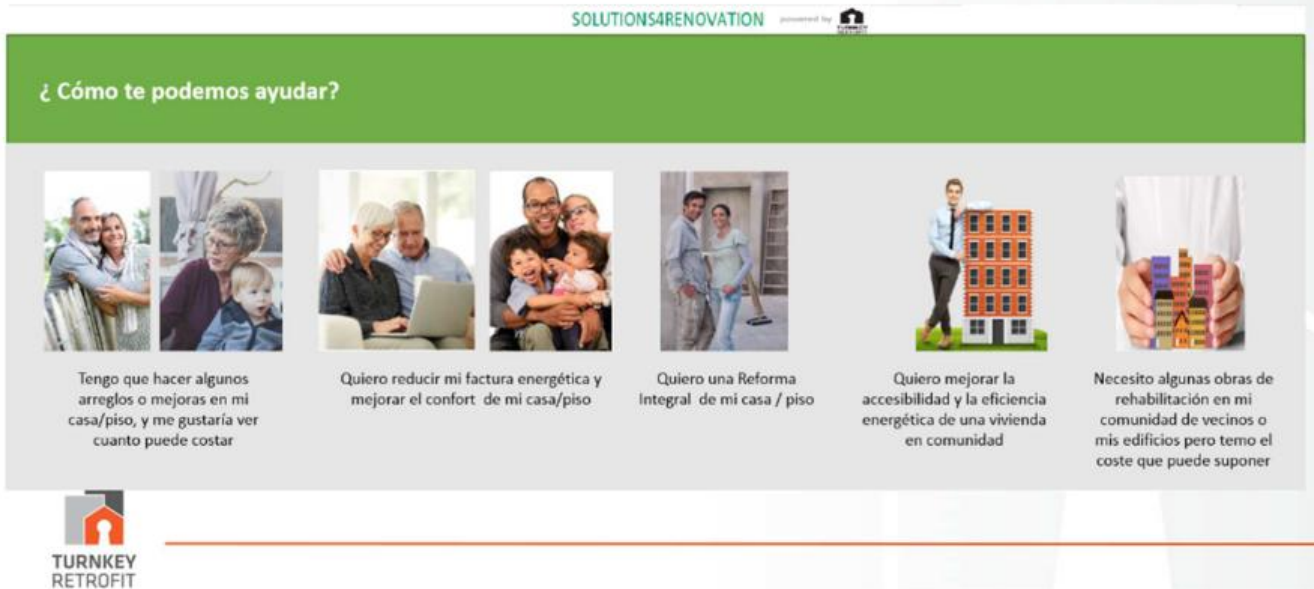 SOLUTIONS4RENOVATION powered by TURNKEY RETROFIT
¿ Cómo te podemos ayudar?
Tengo que hacer algunos
arreglos o mejoras en mi
casa/piso, y me gustaría ver
cuanto puede costar
Quiero reducir mi factura energética y
mejorar el confort de mi casa/piso
Quiero una Reforma
Integral de mi casa / piso
Quiero mejorar la
accesibilidad y la eficiencia
energética de una vivienda
en comunidad
Necesito algunas obras de
rehabilitación en mi
comunidad de vecinos o
mis edificios pero temo el
coste que puede suponer
TURNKEY
RETROFIT